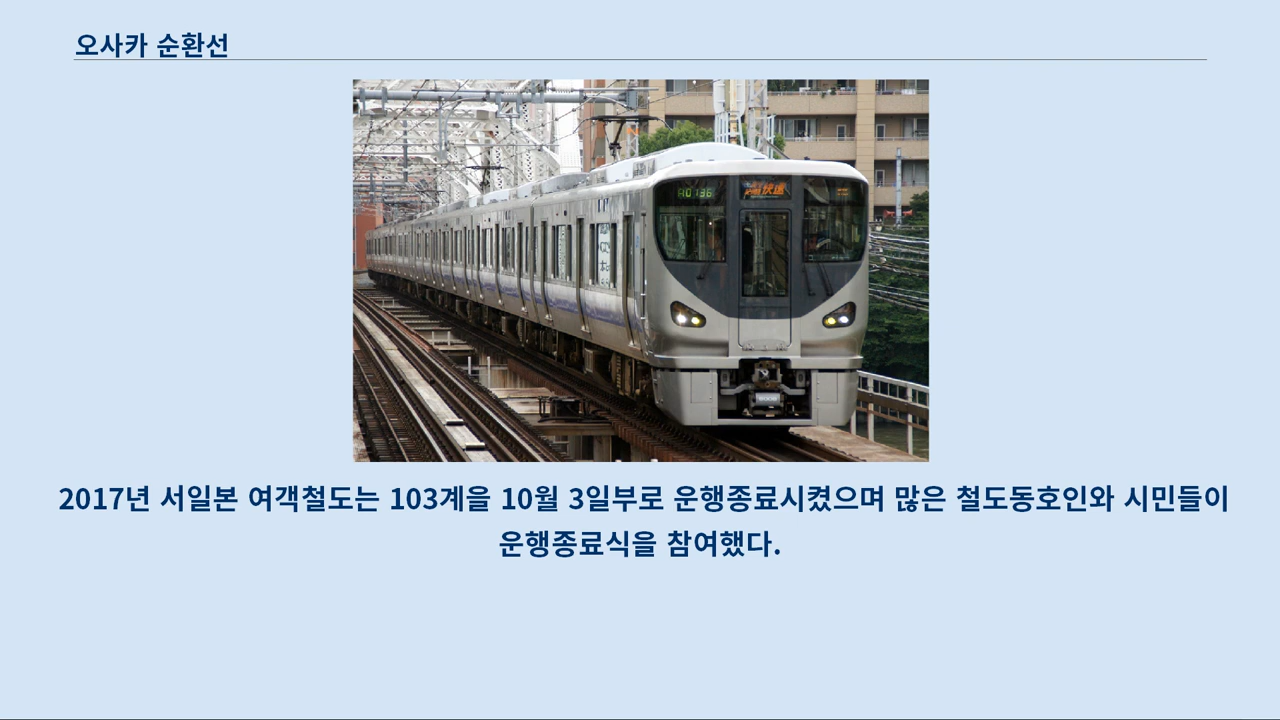 오사카 순환선
快速
2017년 서일본 여객철도는 103계을 10월 3일부로 운행종료시켰으며 많은 철도동호인와 시민들이
운행종료식을 참여했다.